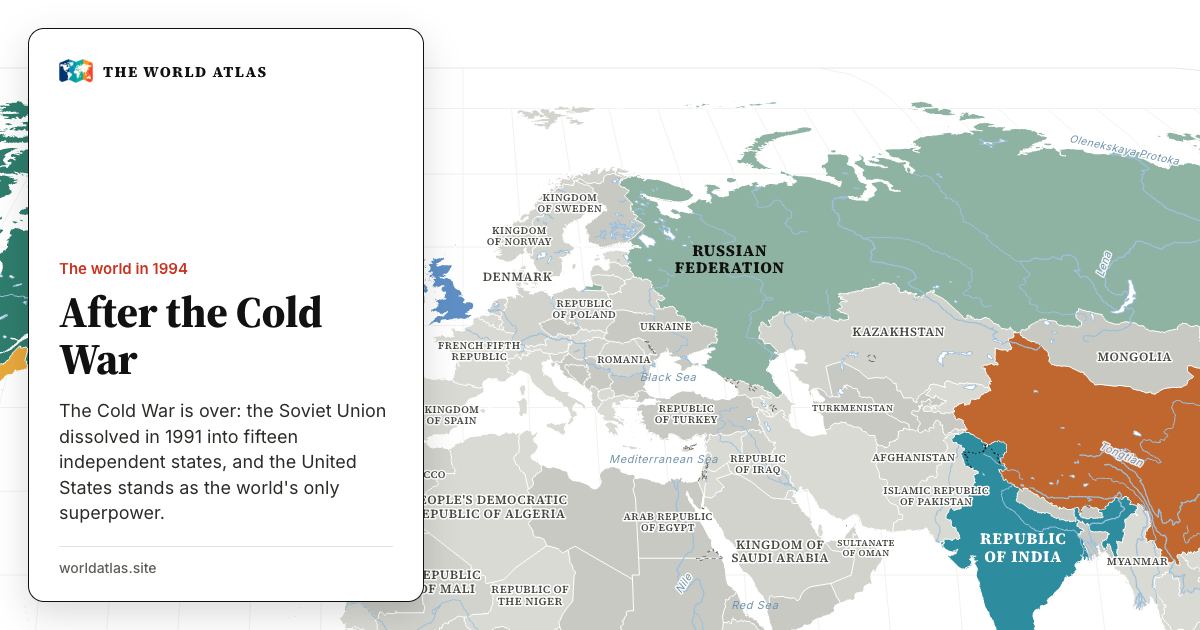 THE WORLD ATLAS
The world in 1994
After the Cold
War
The Cold War is over: the Soviet Union
dissolved in 1991 into fifteen
independent states, and the United
States stands as the world's only
superpower.
worldatlas.site
Olenekskaya Protoka
KINGDOM
OF SWEDEN
KINGDOM
OF NORWAY
RUSSIAN
FEDERATION
Lena
DENMARK
REPUBLIC
OF POLAND
UKRAINE
KAZAKHSTAN
FRENCH FIFTH
REPUBLIC
ROMANIA
MONGOLIA
Black Sea
KINGDOM
OF SPAIN
REPUBLIC
OF TURKEY
TURKMENISTAN
Mediterranean Sea
REPUBLIC
OF IRAQ
AFGHANISTAN
Tongtian
CCO
EOPLE'S DEMOCRATIC
EPUBLIC OF ALGERIA
ISLAMIC REPUBLIC
OF PAKISTAN
ARAB REPUBLIC
OF EGYPT
KINGDOM OF
SAUDI ARABIA
SULTANATE
OF OMAN
REPUBLIC
OF INDIA
MYANMAR
EPUBLIC
OF MALI
REPUBLIC OF
THE NIGER
Nile
Red Sea